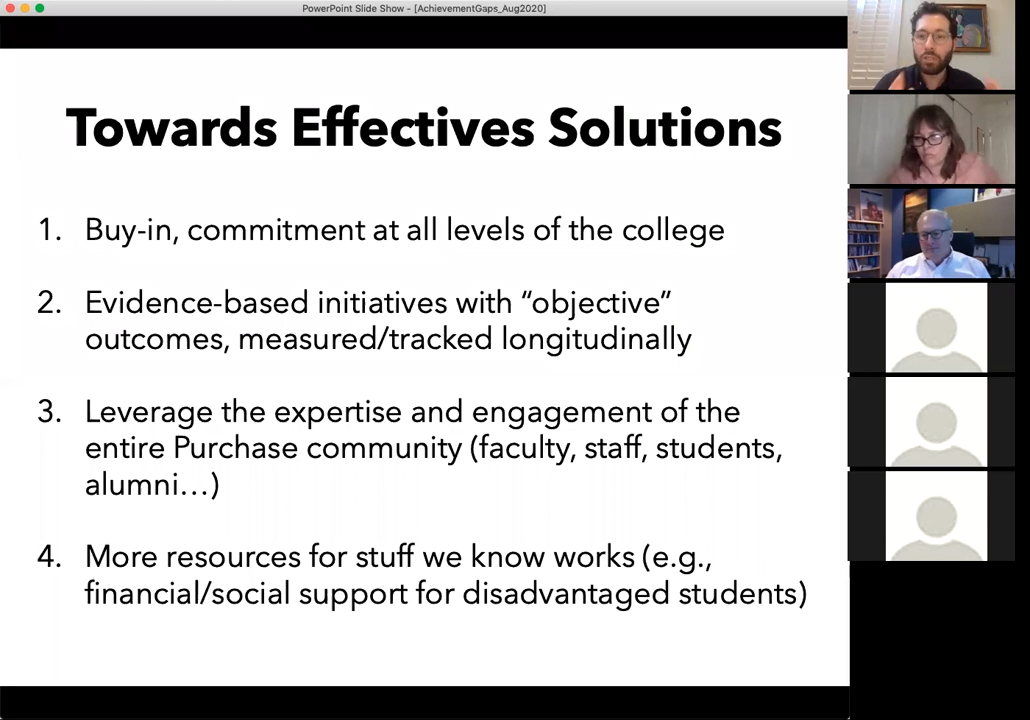 PowerPoint Slide Show - [AchievementGaps_Aug2020]
Towards Effectives Solutions
1. Buy-in, commitment at all levels of the college
2. Evidence-based initiatives with “objective”
outcomes, measured/tracked longitudinally
3. Leverage the expertise and engagement of the
entire Purchase community (faculty, staff, students,
alumni…)
4. More resources for stuff we know works (e.g.,
financial/social support for disadvantaged students)